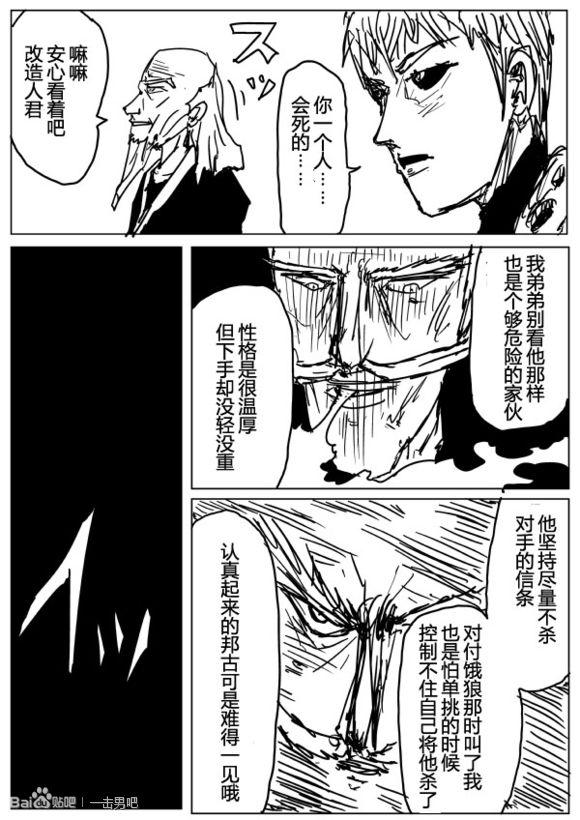 你一个人……
会死的……
ス
嘛嘛
安心看着吧
改造人君
我弟弟别看他那样
也是个够危险的家伙
性格是很温厚
但下手却没轻没重
他坚持尽量不杀
对手的信条
对付饿狼那时叫了我
也是怕单挑的时候
控制不住自己将他杀了
认真起来的邦古可是难得一见哦
Bai贴吧 | 一击男吧